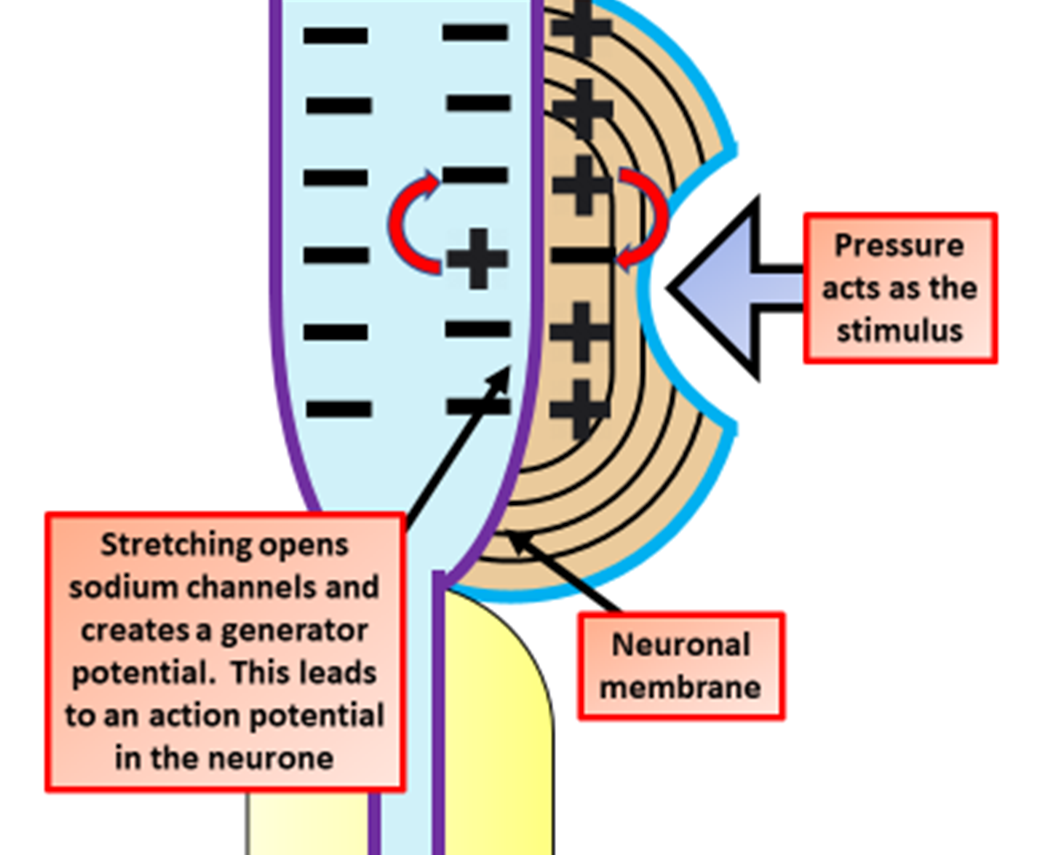 Pressure
acts as the
stimulus
Stretching opens
sodium channels and
creates a generator
potential.  This leads
to an action potential
in the neurone
Neuronal
membrane